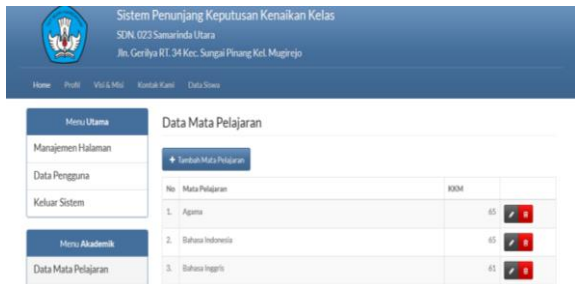 Sistem Penunjang Keputusan Kenaikan Kelas
SDN. 023 Samarinda Utara
Jln. Gerilya RT. 34 Kec. Sungai Pinang Kel. Mugirejo
Home Profil Visi & Misi Kontak Kami Data Siswa
Menu Utama
Manajemen Halaman
Data Pengguna
Keluar Sistem
Menu Akademik
Data Mata Pelajaran
Data Mata Pelajaran
+ Tambah Mata Pelajaran
No Mata Pelajaran KKM
1. Agama 65
2. Bahasa Indonesia 65
3. Bahasa Inggris 61